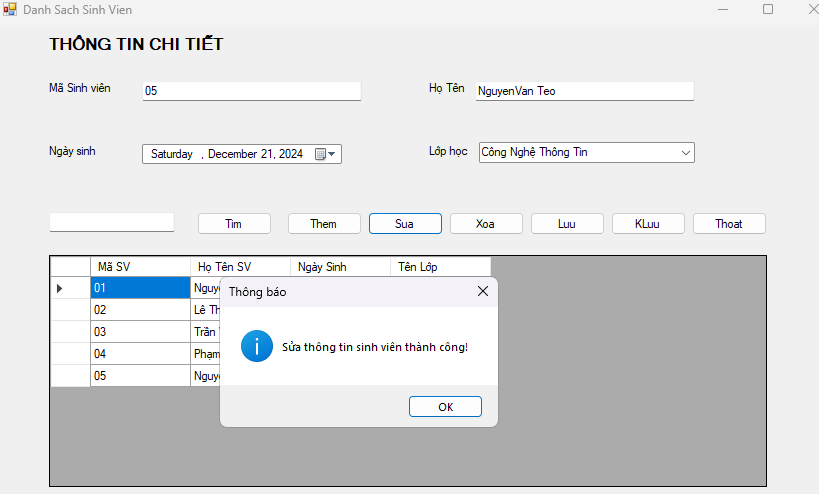 Danh Sach Sinh Vien
THÔNG TIN CHI TIẾT
Mã Sinh viên 05 Họ Tên NguyenVan Teo
Ngày sinh Saturday , December 21, 2024 Lớp học Công Nghệ Thông Tin
Tim Them Sua Xoa Luu KLuu Thoat
Mã SV Họ Tên SV Ngày Sinh Tên Lớp
01
02 Lê
03 Trần
04 Phạm
05
Thông báo
Sửa thông tin sinh viên thành công!
OK